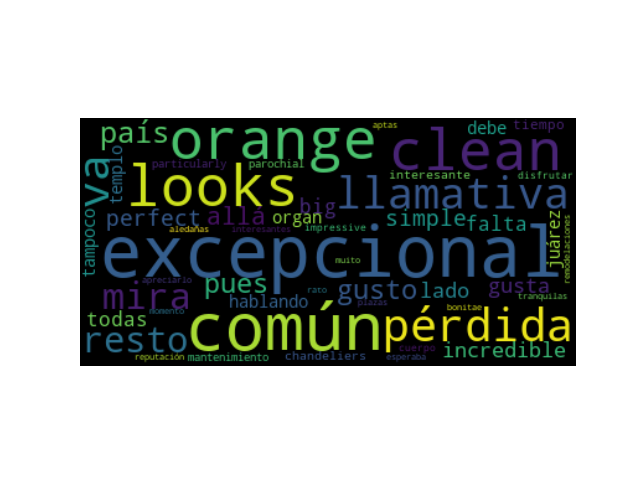 aptas debe tiempo
país orange clean
particularly parochial interesante disfrutar
templo va looks big llamativa
perfect allá organ simple falta
aledañas impressive interesantes
tampoco excepcional juárez remodelaciones
muito
apreciarlo pues rato gusto lado gusta
mira hablando plazas tranquilas
todas momento común pérdida bonitae
resto cuerpo incredible
reputación mantenimiento chandeliers esperaba